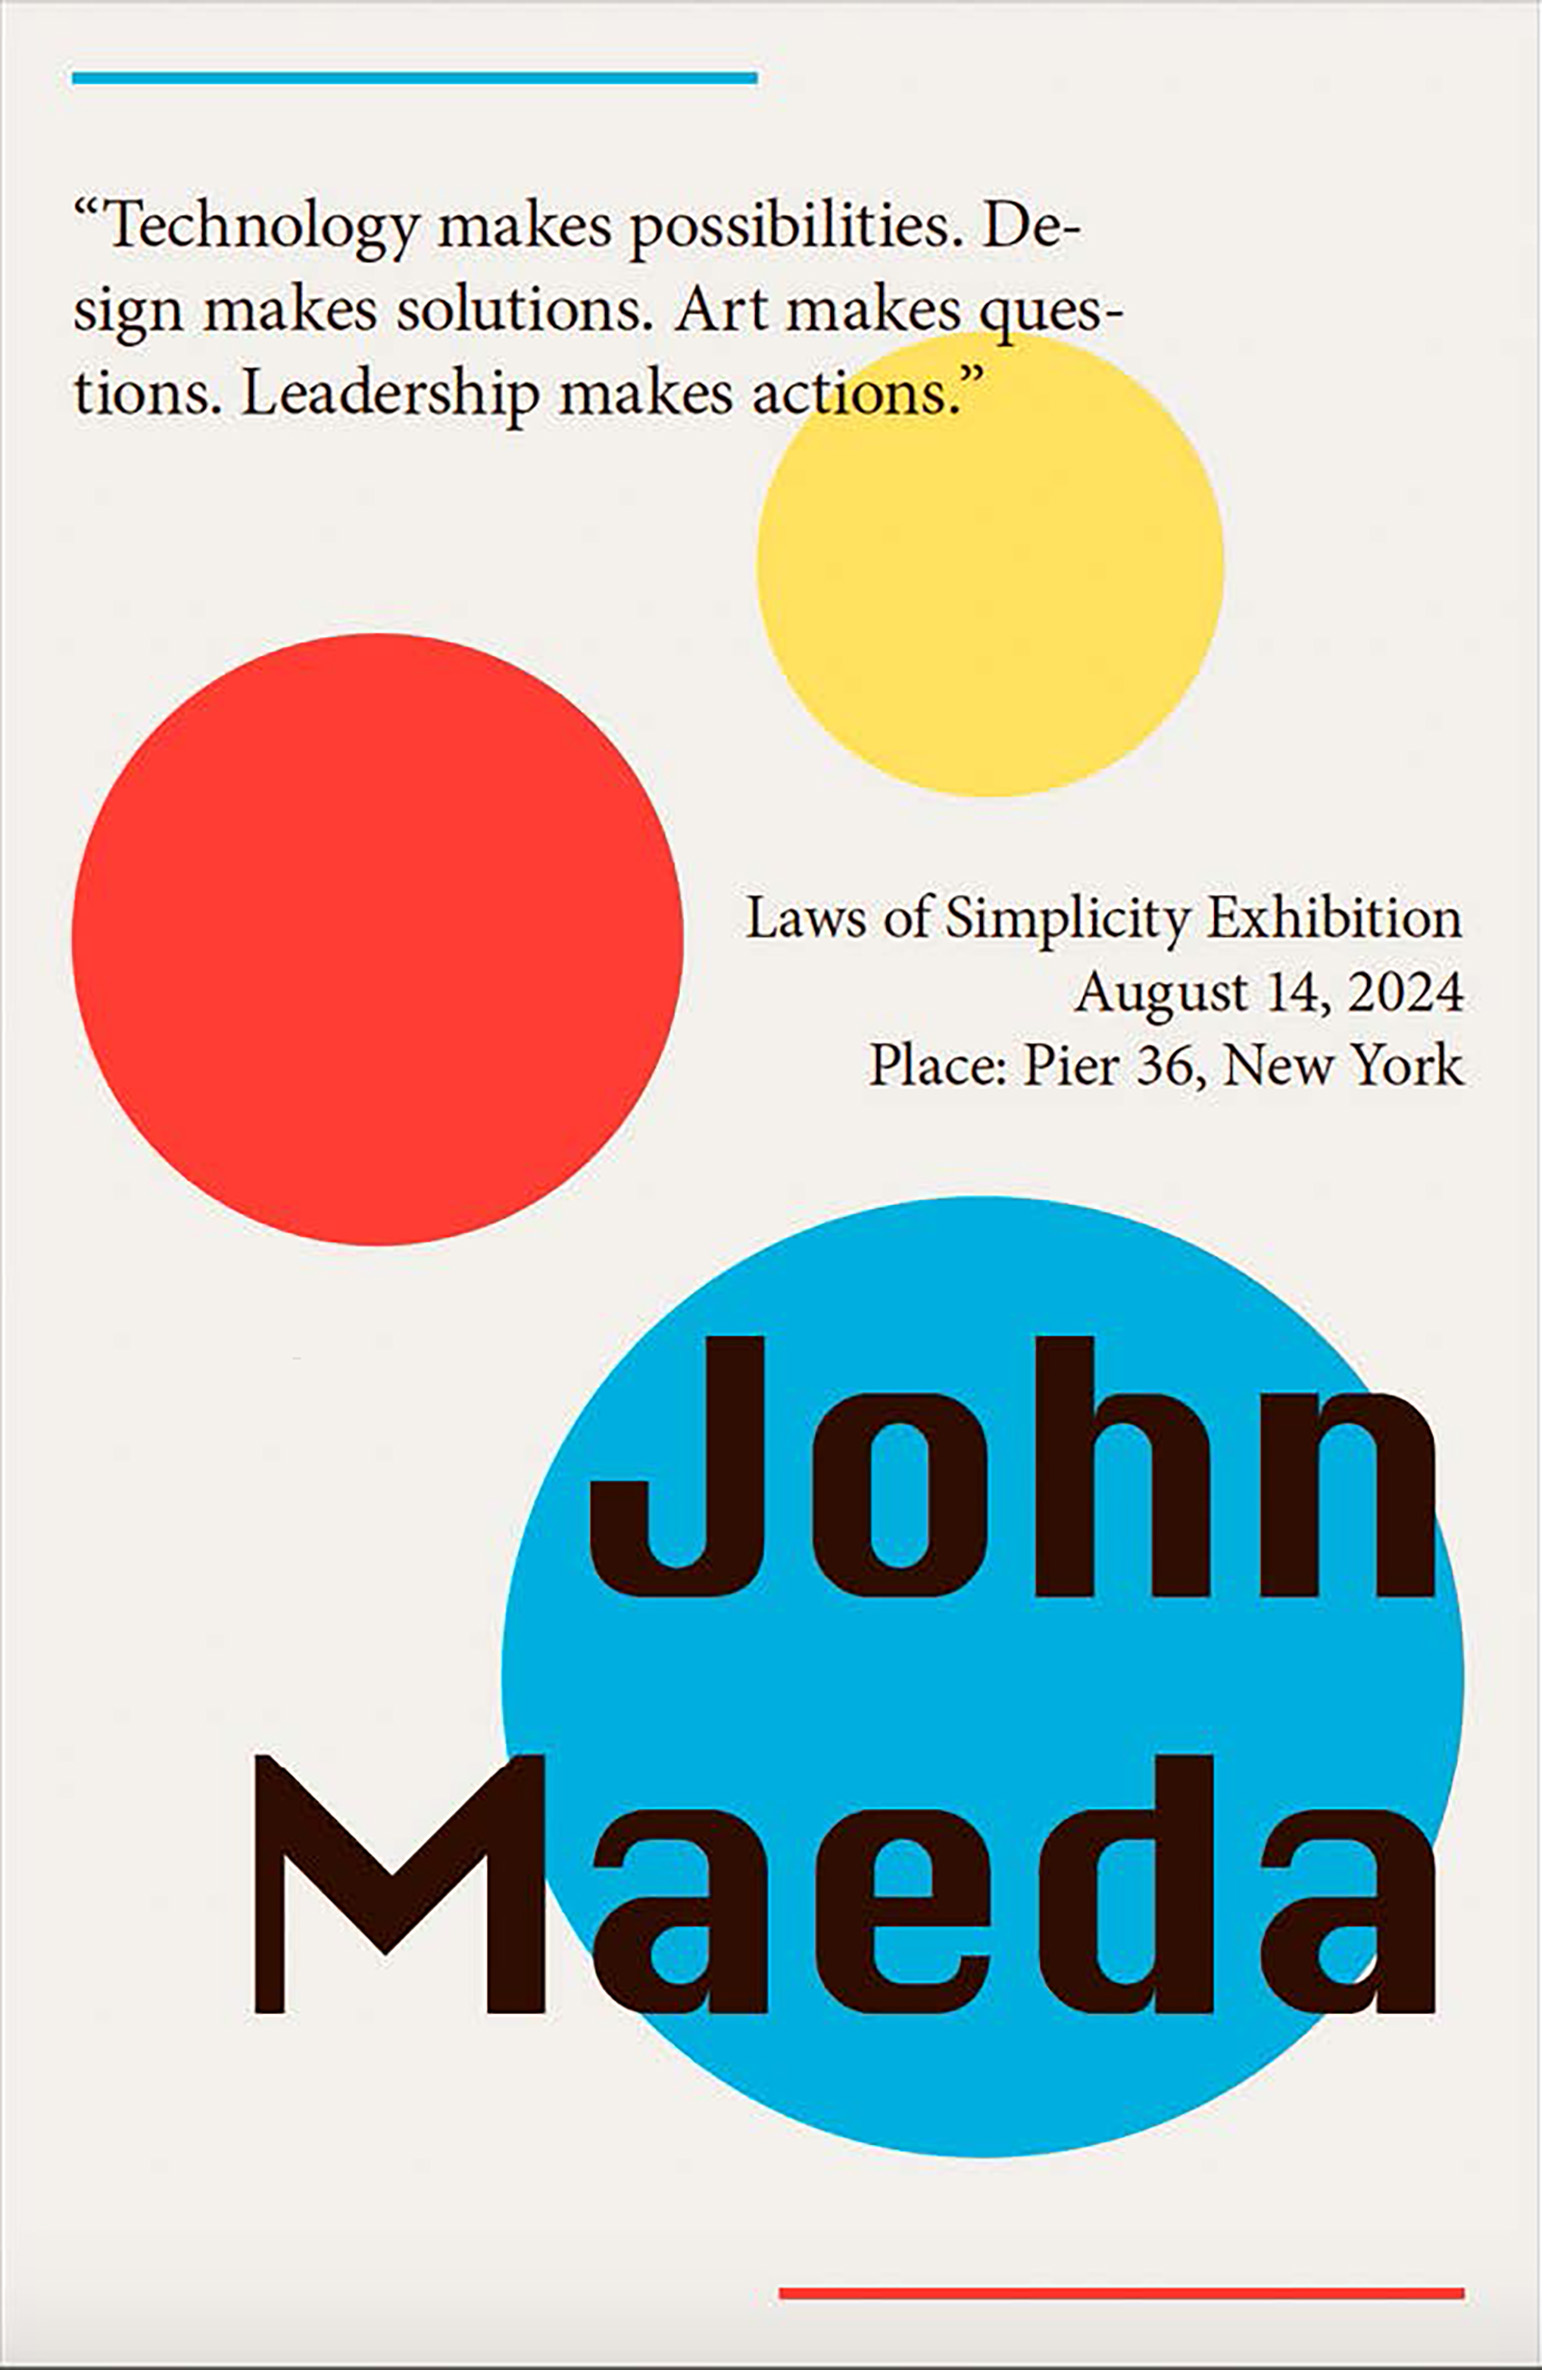 “Technology makes possibilities. De-
sign makes solutions. Art makes ques-
tions. Leadership makes actions.”
Laws of Simplicity Exhibition
August 14, 2024
Place: Pier 36, New York
John
Maeda